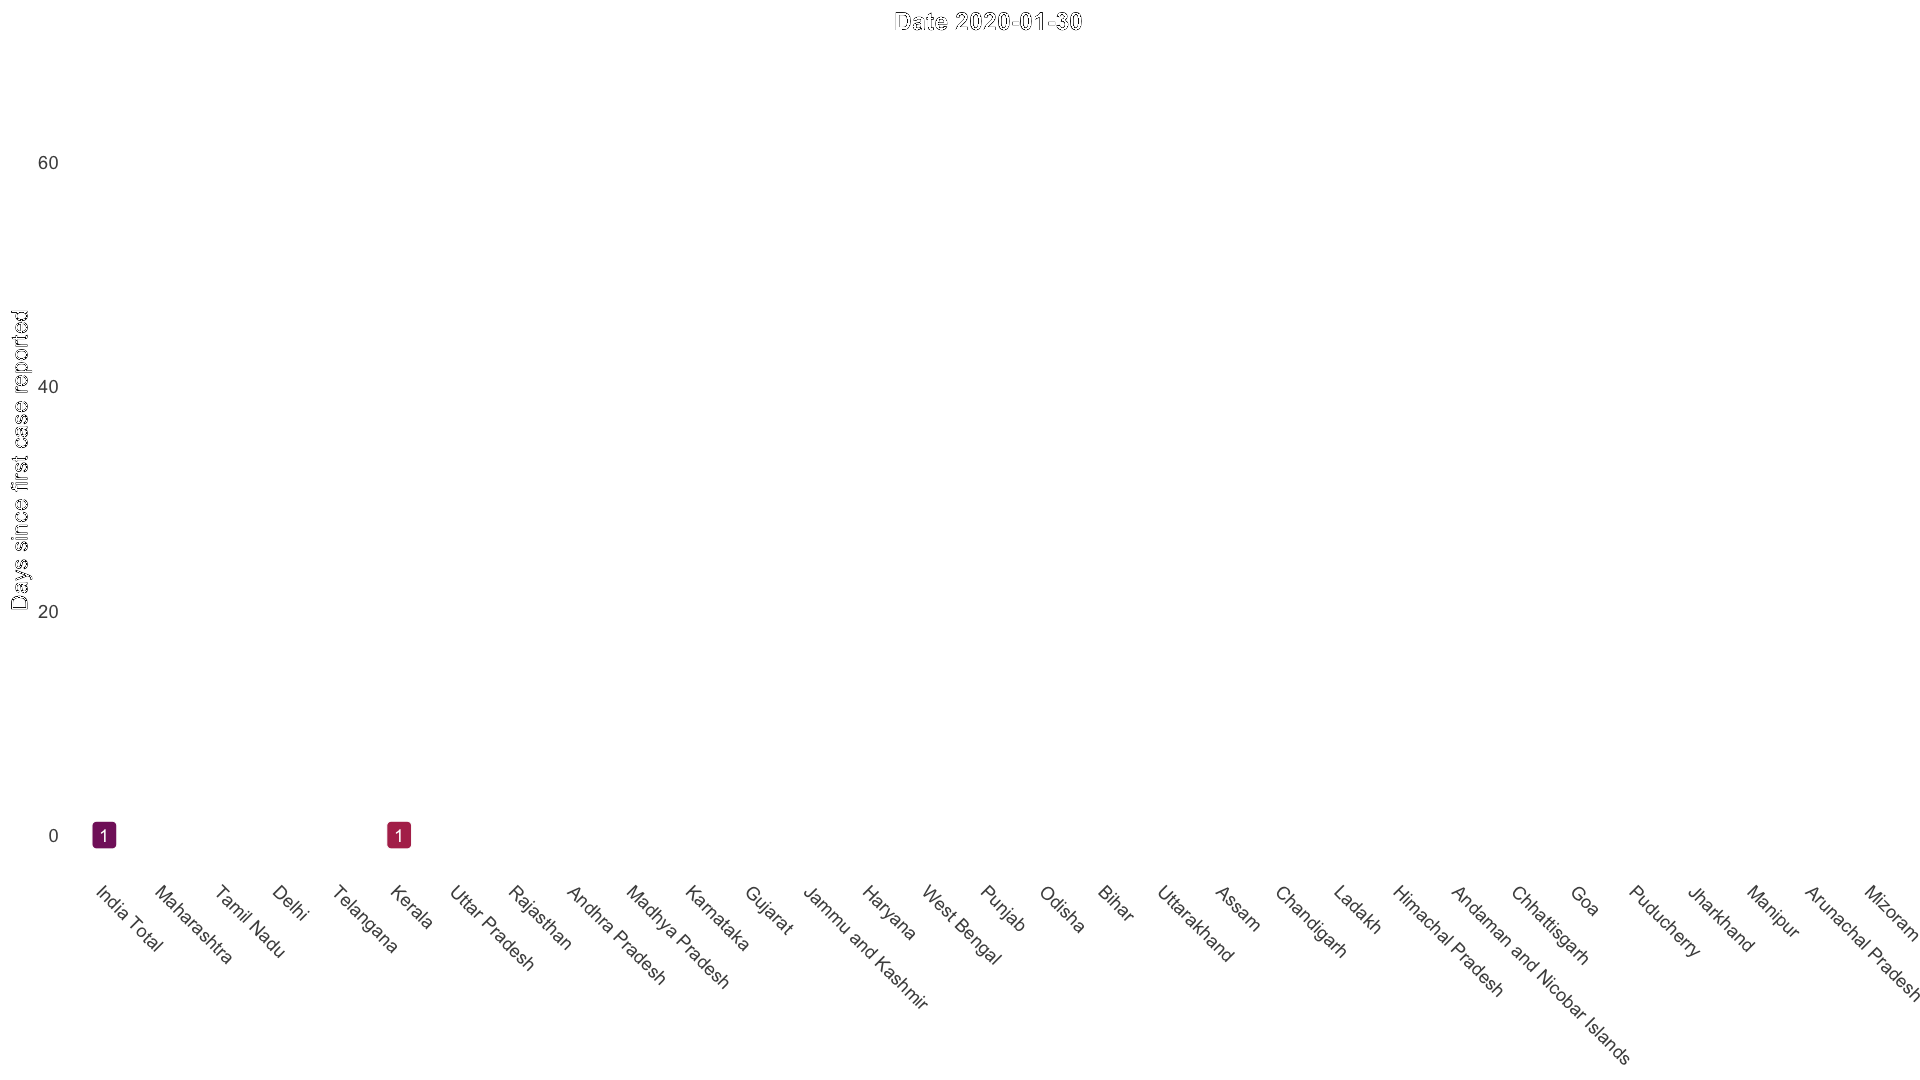 Date 2020-01-30
Days since first case reported
60
40
20
0
1
1
India Total
Maharashtra
Tamil Nadu
Delhi
Telangana
Kerala
Uttar Pradesh
Rajasthan
Andhra Pradesh
Madhya Pradesh
Karnataka
Gujarat
Jammu and Kashmir
Haryana
West Bengal
Punjab
Odisha
Bihar
Uttarakhand
Assam
Chandigarh
Ladakh
Himachal Pradesh
Andaman and Nicobar Islands
Chhattisgarh
Goa
Puducherry
Jharkhand
Manipur
Arunachal Pradesh
Mizoram